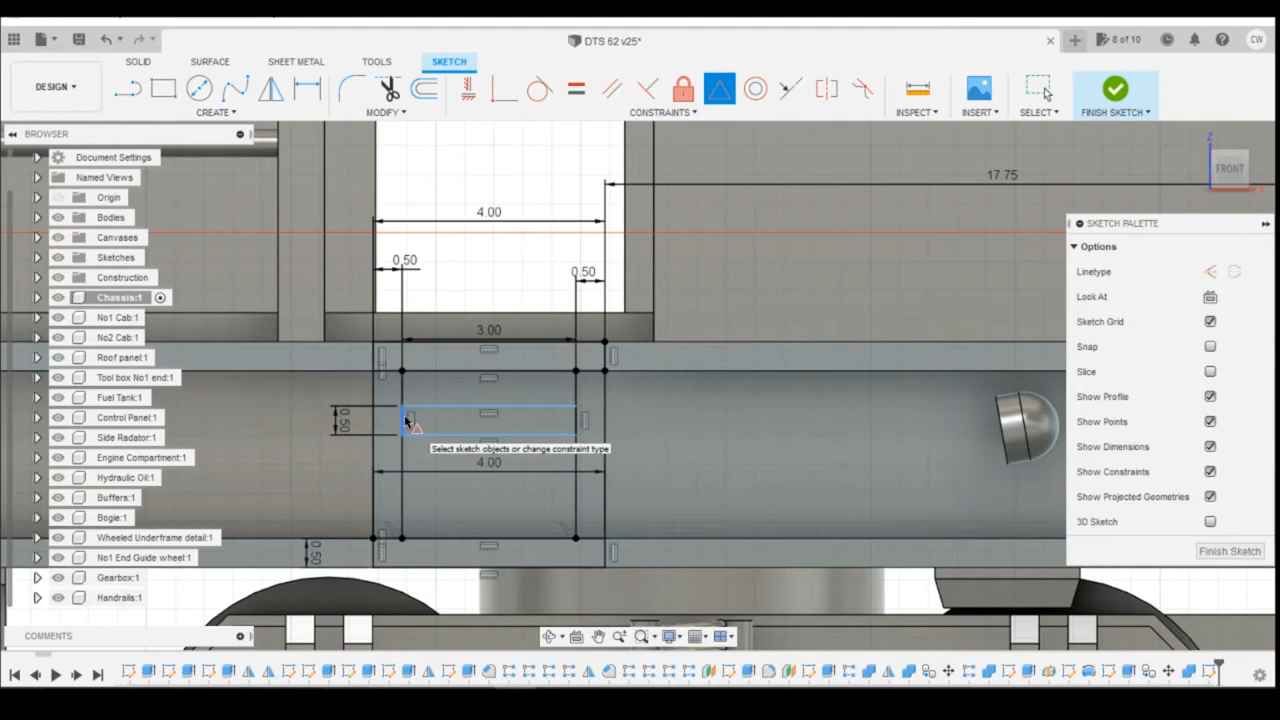 DTS 62 v25*
8 of 10
CW
DESIGN
SOLID
SURFACE
SHEET METAL
TOOLS
SKETCH
CREATE
MODIFY
CONSTRAINTS
INSPECT
INSERT
SELECT
FINISH SKETCH
BROWSER
Document Settings
Named Views
Origin
Bodies
Canvases
Sketches
Construction
Chassis:1
No1 Cab:1
No2 Cab:1
Roof panel:1
Tool box No1 end:1
Fuel Tank:1
Control Panel:1
Side Radator:1
Engine Compartment:1
Hydraulic Oil:1
Buffers:1
Bogie:1
Wheeled Underframe detail:1
No1 End Guide wheel:1
Gearbox:1
Handrails:1
COMMENTS
17.75
4.00
0.50
0.50
3.00
0.50
Select sketch objects or change constraint type
4.00
0.50
Z
FRONT
SKETCH PALETTE
Options
Linetype
Look At
Sketch Grid
Snap
Slice
Show Profile
Show Points
Show Dimensions
Show Constraints
Show Projected Geometries
3D Sketch
Finish Sketch